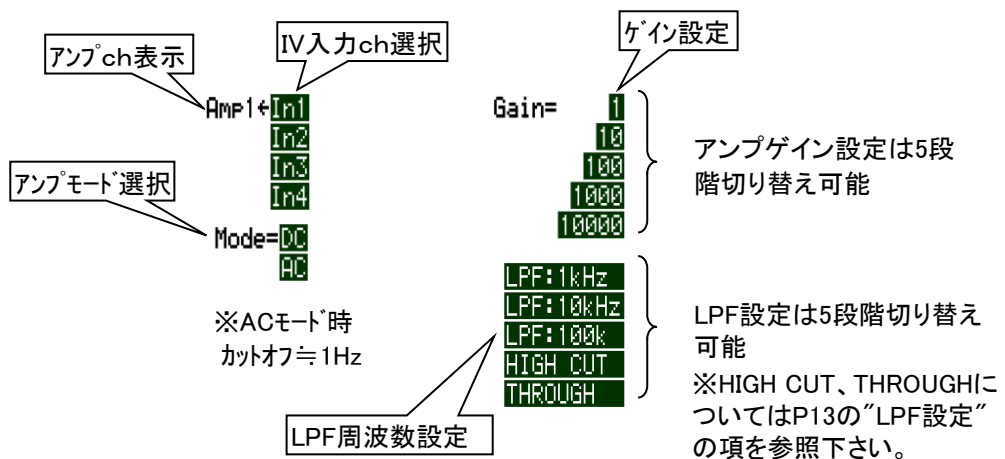 アンプch表示
IV入力ch選択
Amp1←In1
In2
In3
In4
アンプモード選択
Mode=DC
AC
※ACモード時
カットオフ≒1Hz
ゲイン設定
Gain= 1
10
100
1000
10000
アンプゲイン設定は5段
階切り替え可能
LPF:1kHz
LPF:10kHz
LPF:100k
HIGH CUT
THROUGH
LPF周波数設定
LPF設定は5段階切り替え
可能
※HIGH CUT、THROUGHに
ついてはP13の"LPF設定"
の項を参照下さい。